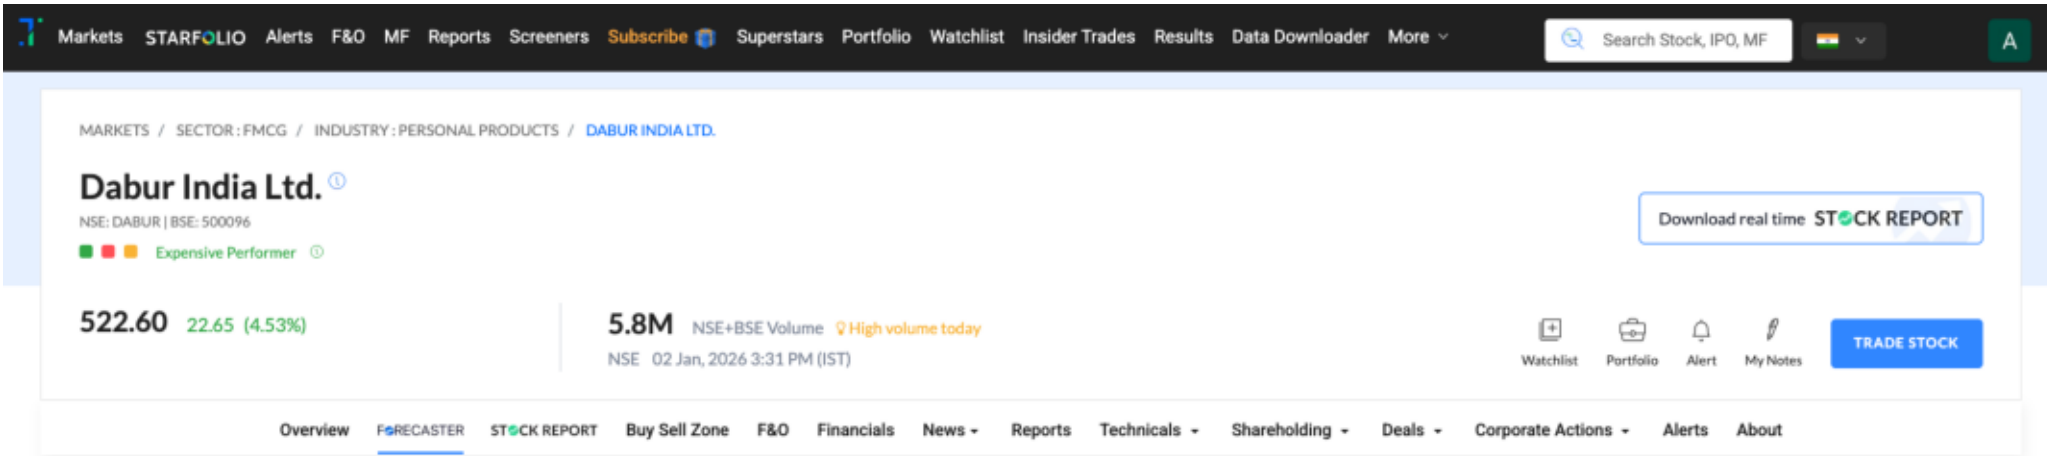 Markets STARFOLIO Alerts F&O MF Reports Screeners Subscribe Superstars Portfolio Watchlist Insider Trades Results Data Downloader More Search Stock, IPO, MF A
MARKETS / SECTOR : FMCG / INDUSTRY : PERSONAL PRODUCTS / DABUR INDIA LTD.
Dabur India Ltd.
NSE: DABUR | BSE: 500096
Download real time STOCK REPORT
Expensive Performer
522.60 22.65 (4.53%)
5.8M NSE+BSE Volume High volume today
NSE 02 Jan, 2026 3:31 PM (IST)
Watchlist Portfolio Alert My Notes
TRADE STOCK
Overview FORECASTER STOCK REPORT Buy Sell Zone F&O Financials News Reports Technicals Shareholding Deals Corporate Actions Alerts About